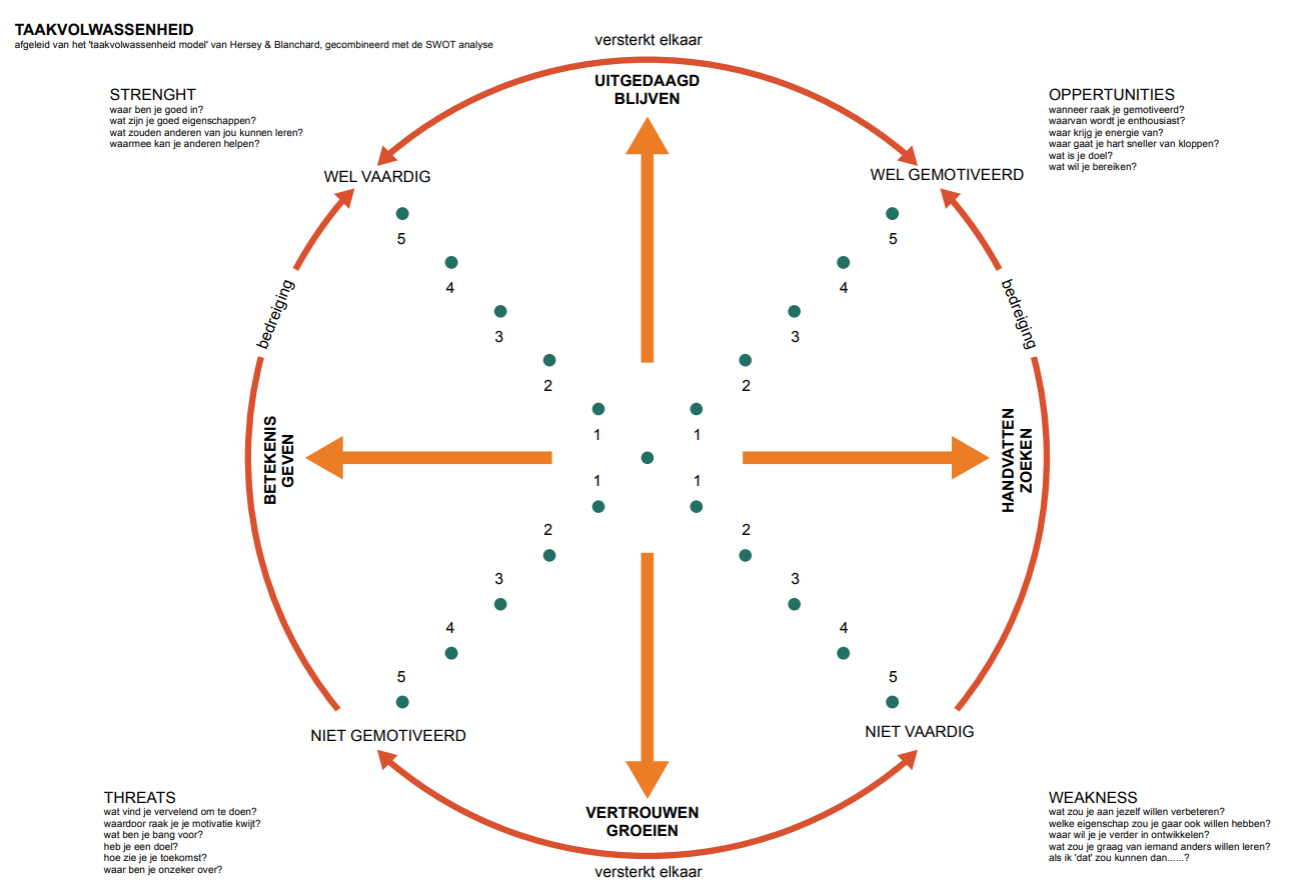 TAAKVOLWASSENHEID
afgeleid van het 'taakvolwassenheid model' van Hersey & Blanchard, gecombineerd met de SWOT analyse
versterkt elkaar
UITGEDAAGD
BLIJVEN
STRENGHT
waar ben je goed in?
wat zijn je goed eigenschappen?
wat zouden anderen van jou kunnen leren?
waarmee kan je anderen helpen?
OPPERTUNITIES
wanneer raak je gemotiveerd?
waarvan wordt je enthousiast?
waar krijg je energie van?
waar gaat je hart sneller van kloppen?
wat is je doel?
wat wil je bereiken?
WEL VAARDIG
WEL GEMOTIVEERD
5
5
4
4
3
3
2
2
1
1
bedreiging
bedreiging
BETEKENIS
GEVEN
HANDVATTEN
ZOEKEN
1
1
2
2
3
3
4
4
5
5
NIET GEMOTIVEERD
NIET VAARDIG
THREATS
wat vind je vervelend om te doen?
waardoor raak je je motivatie kwijt?
wat ben je bang voor?
heb je een doel?
hoe zie je je toekomst?
waar ben je onzeker over?
VERTROUWEN
GROEIEN
versterkt elkaar
WEAKNESS
wat zou je aan jezelf willen verbeteren?
welke eigenschap zou je gaar ook willen hebben?
waar wil je je verder in ontwikkelen?
wat zou je graag van iemand anders willen leren?
als ik 'dat' zou kunnen dan......?